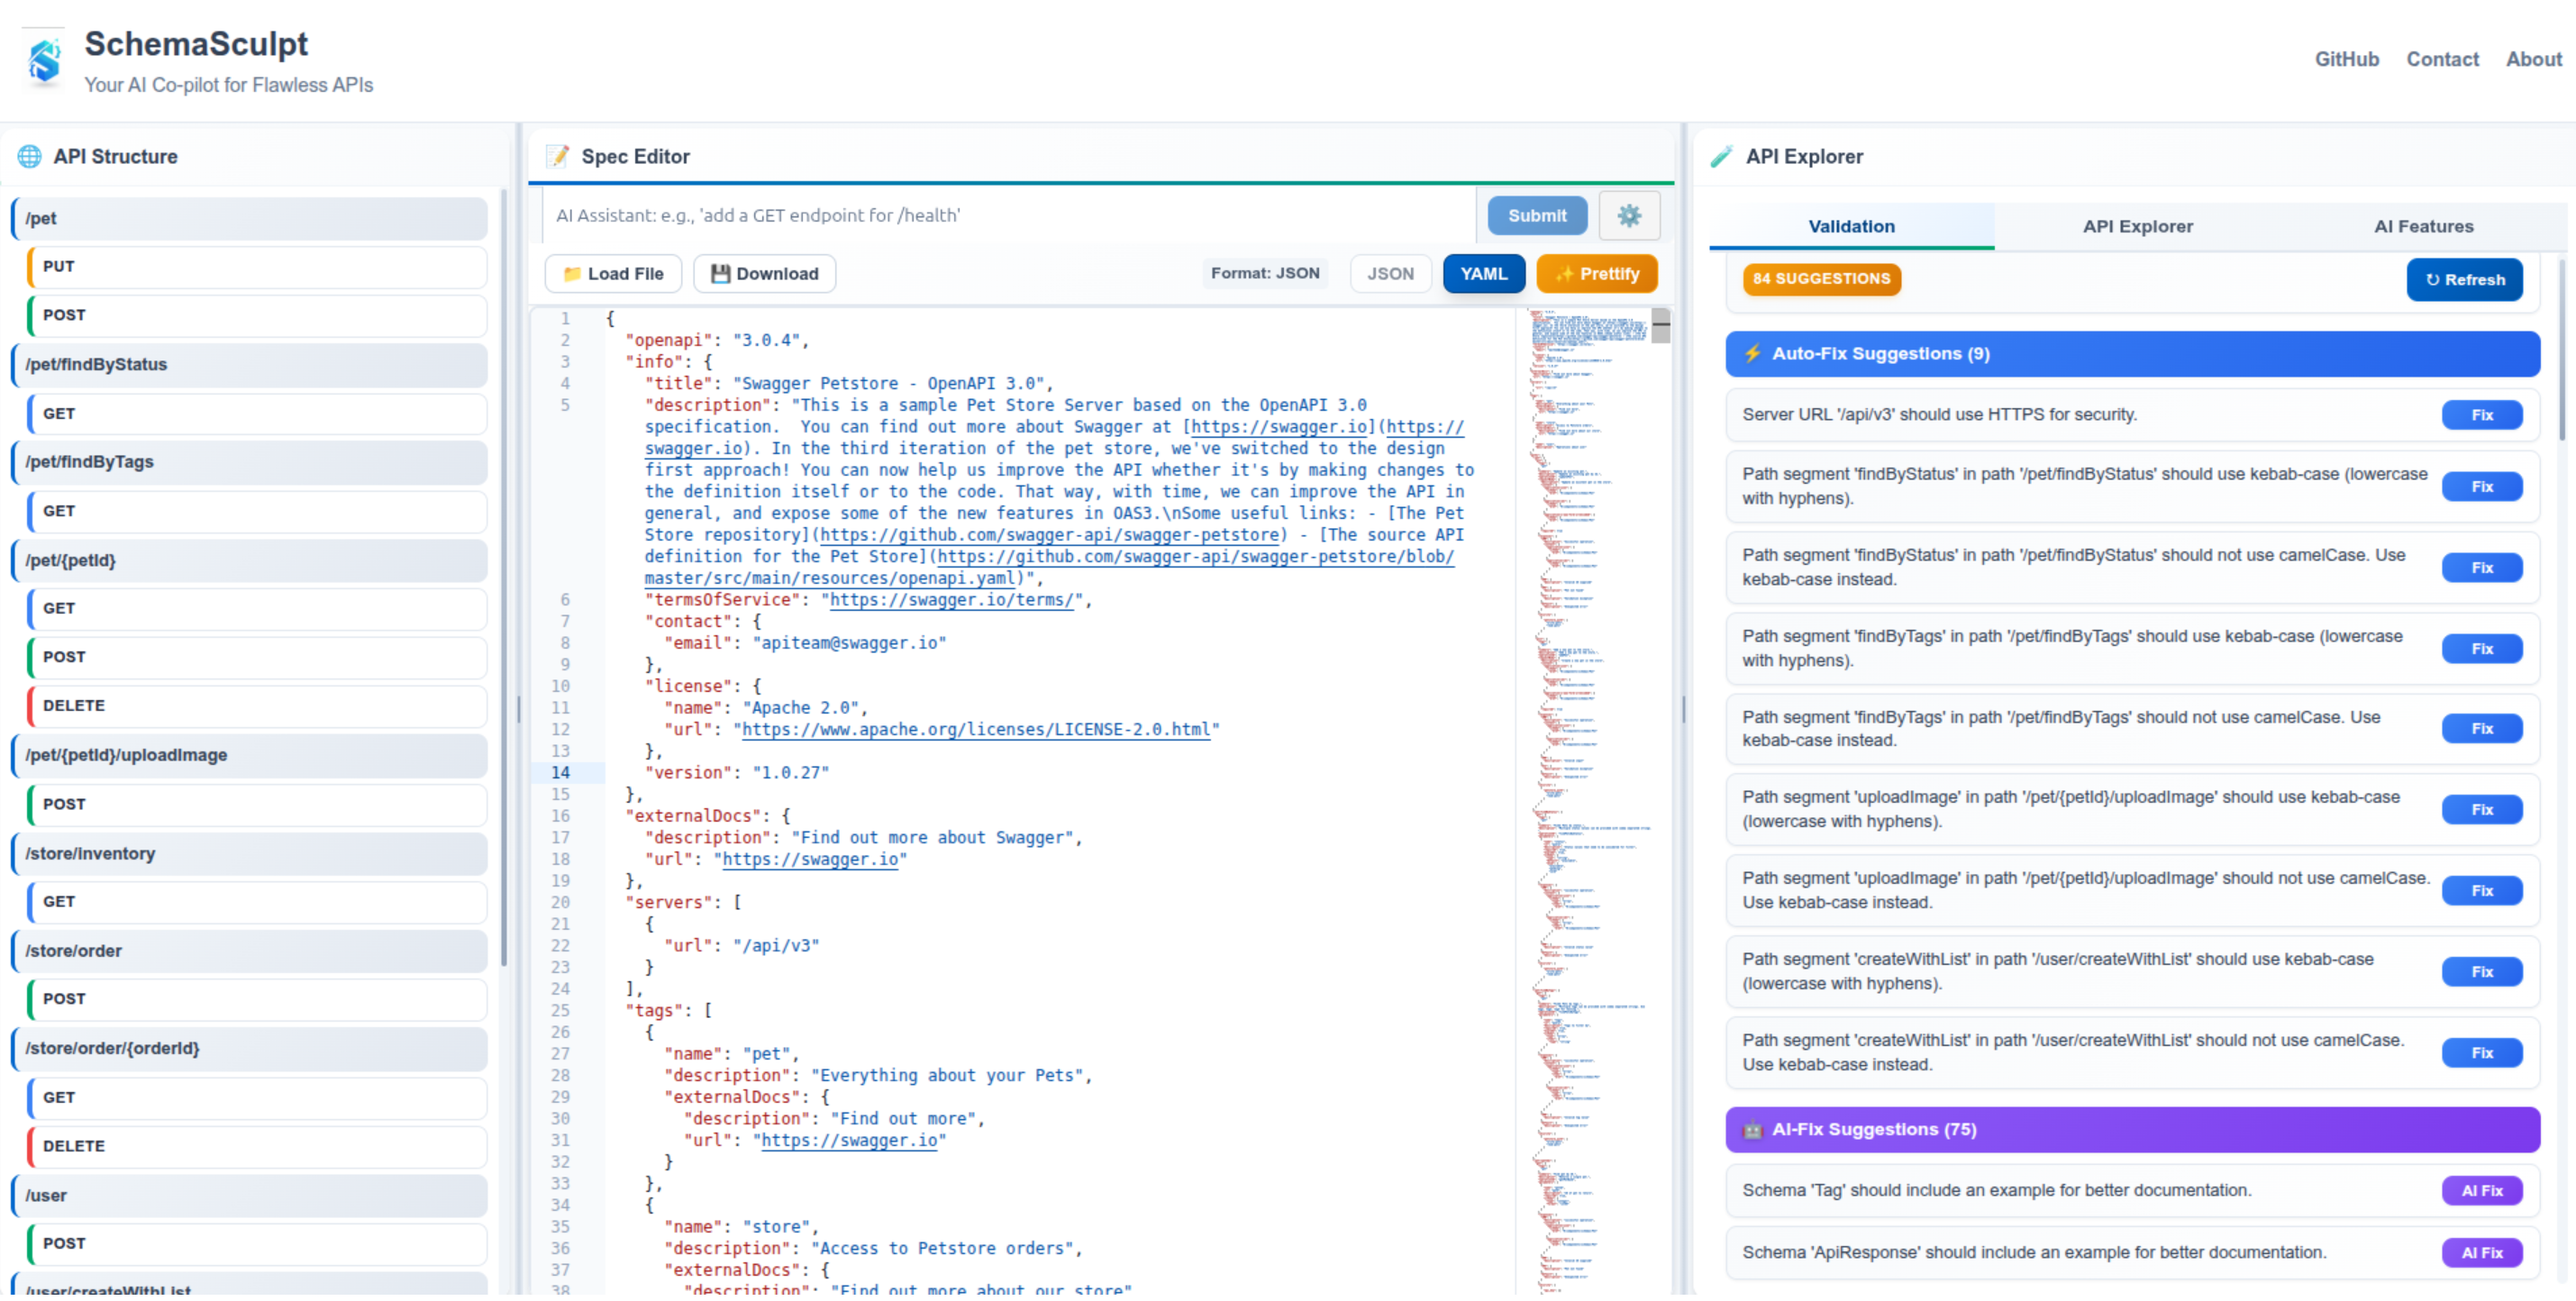 SchemaSculpt
Your AI Co-pilot for Flawless APIs
GitHub
Contact
About
API Structure
/pet
PUT
POST
/pet/findByStatus
GET
/pet/findByTags
GET
/pet/{petId}
GET
POST
DELETE
/pet/{petId}/uploadImage
POST
/store/inventory
GET
/store/order
POST
/store/order/{orderId}
GET
DELETE
/user
POST
/user/createWithList
Spec Editor
AI Assistant: e.g., 'add a GET endpoint for /health'
Submit
Load File
Download
Format: JSON
JSON
YAML
Prettify
1 {
2 "openapi": "3.0.4",
3 "info": {
4 "title": "Swagger Petstore - OpenAPI 3.0",
5 "description": "This is a sample Pet Store Server based on the OpenAPI 3.0
specification.  You can find out more about Swagger at [https://swagger.io](https://
swagger.io). In the third iteration of the pet store, we've switched to the design
first approach! You can now help us improve the API whether it's by making changes to
the definition itself or to the code. That way, with time, we can improve the API in
general, and expose some of the new features in OAS3.\nSome useful links: - [The Pet
Store repository](https://github.com/swagger-api/swagger-petstore) - [The source API
definition for the Pet Store](https://github.com/swagger-api/swagger-petstore/blob/
master/src/main/resources/openapi.yaml)",
6 "termsOfService": "https://swagger.io/terms/",
7 "contact": {
8 "email": "apiteam@swagger.io"
9 },
10 "license": {
11 "name": "Apache 2.0",
12 "url": "https://www.apache.org/licenses/LICENSE-2.0.html"
13 },
14 "version": "1.0.27"
15 },
16 "externalDocs": {
17 "description": "Find out more about Swagger",
18 "url": "https://swagger.io"
19 },
20 "servers": [
21 {
22 "url": "/api/v3"
23 }
24 ],
25 "tags": [
26 {
27 "name": "pet",
28 "description": "Everything about your Pets",
29 "externalDocs": {
30 "description": "Find out more",
31 "url": "https://swagger.io"
32 }
33 },
34 {
35 "name": "store",
36 "description": "Access to Petstore orders",
37 "externalDocs": {
38 "description": "Find out more about our store"
API Explorer
Validation
API Explorer
AI Features
84 SUGGESTIONS
Refresh
Auto-Fix Suggestions (9)
Server URL '/api/v3' should use HTTPS for security.
Fix
Path segment 'findByStatus' in path '/pet/findByStatus' should use kebab-case (lowercase
with hyphens).
Fix
Path segment 'findByStatus' in path '/pet/findByStatus' should not use camelCase. Use
kebab-case instead.
Fix
Path segment 'findByTags' in path '/pet/findByTags' should use kebab-case (lowercase
with hyphens).
Fix
Path segment 'findByTags' in path '/pet/findByTags' should not use camelCase. Use
kebab-case instead.
Fix
Path segment 'uploadImage' in path '/pet/{petId}/uploadImage' should use kebab-case
(lowercase with hyphens).
Fix
Path segment 'uploadImage' in path '/pet/{petId}/uploadImage' should not use camelCase.
Use kebab-case instead.
Fix
Path segment 'createWithList' in path '/user/createWithList' should use kebab-case
(lowercase with hyphens).
Fix
Path segment 'createWithList' in path '/user/createWithList' should not use camelCase.
Use kebab-case instead.
Fix
AI-Fix Suggestions (75)
Schema 'Tag' should include an example for better documentation.
AI Fix
Schema 'ApiResponse' should include an example for better documentation.
AI Fix